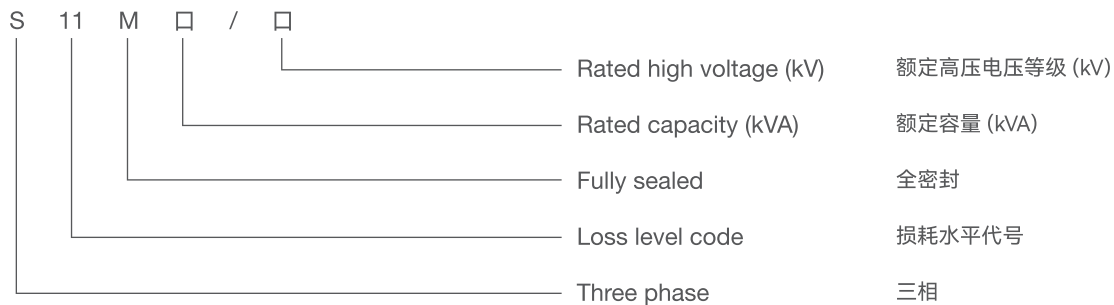 S 11 M 口 / 口
Rated high voltage (kV) 额定高压电压等级 (kV)
Rated capacity (kVA) 额定容量 (kVA)
Fully sealed 全密封
Loss level code 损耗水平代号
Three phase 三相